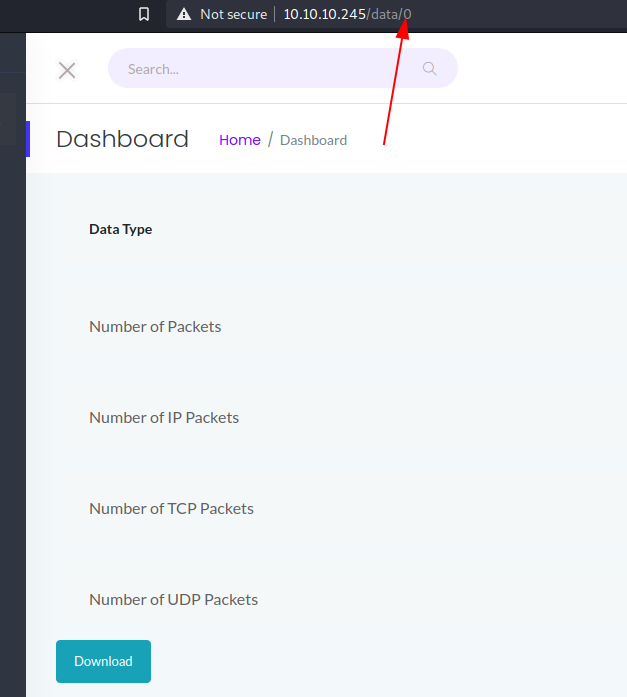 Not secure 10.10.10.245/data/0
Search...
Dashboard Home / Dashboard
Data Type
Number of Packets
Number of IP Packets
Number of TCP Packets
Number of UDP Packets
Download